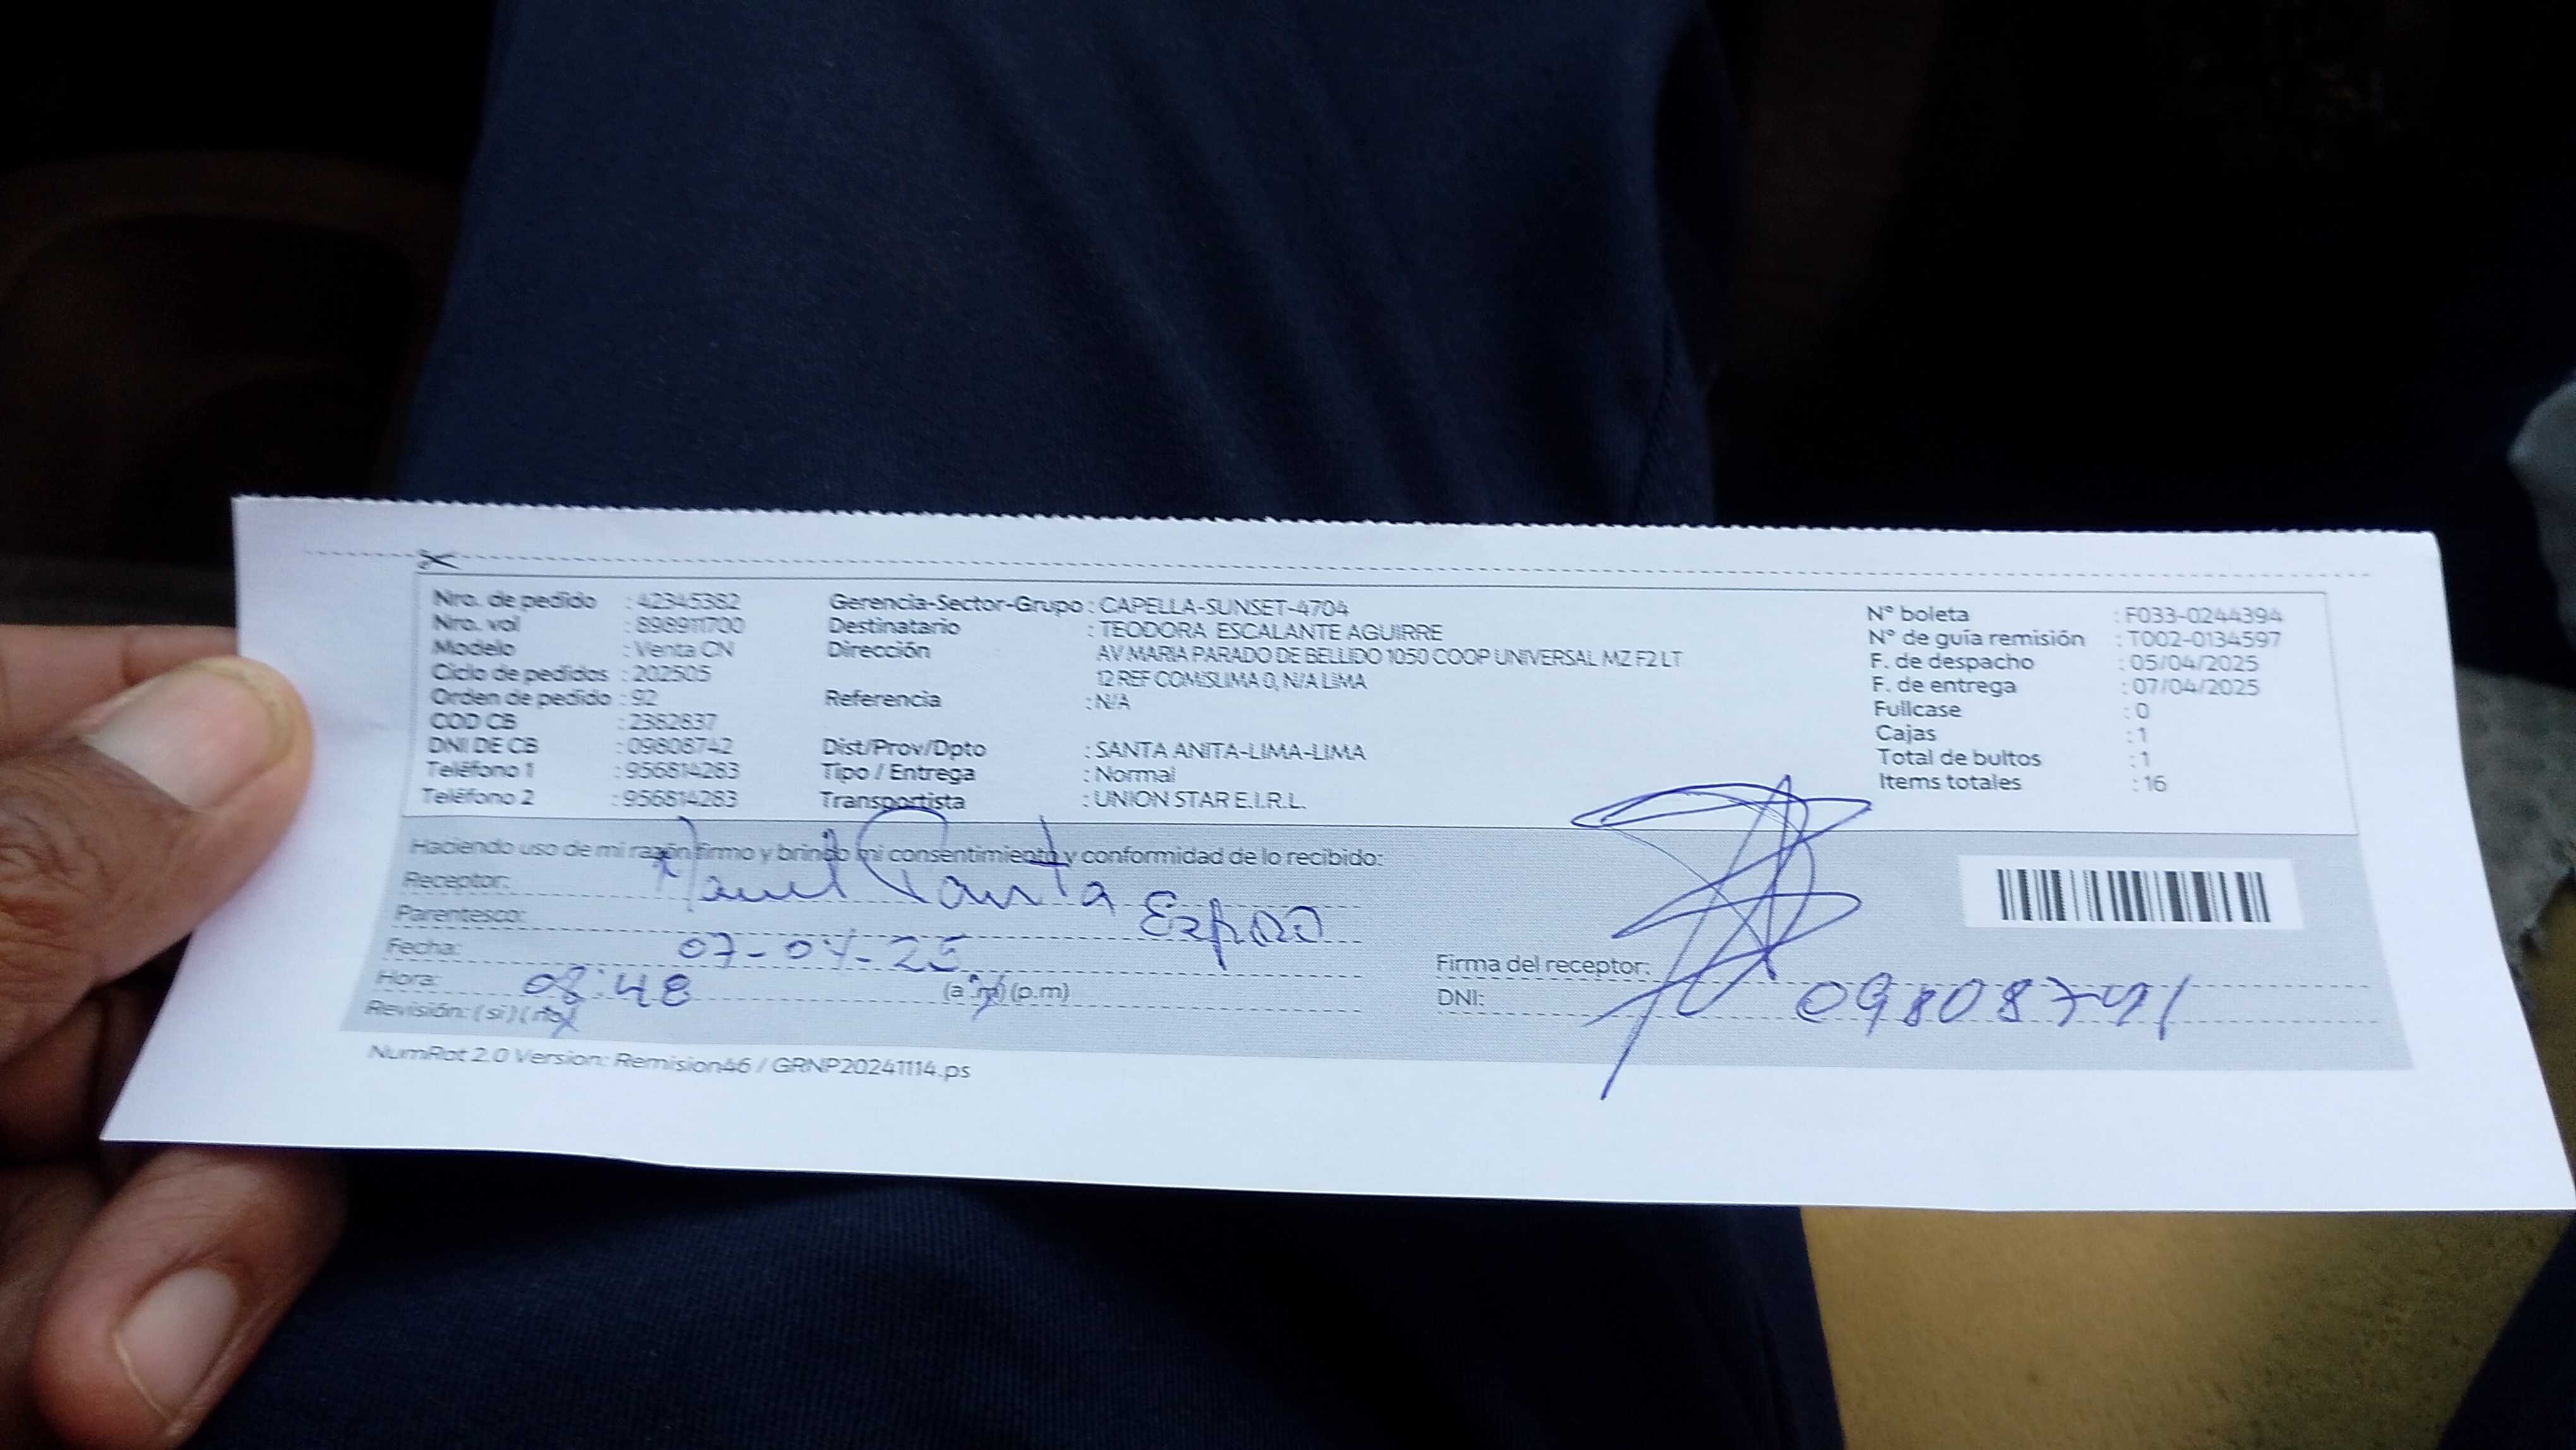 Nro. de pedido : 42345382
Nro. vol : 898911700
Modelo : Venta CN
Ciclo de pedidos : 202505
Orden de pedido : 92
COD CB : 2382837
DNI DE CB : 09808742
Teléfono 1 : 956814283
Teléfono 2 : 956814283
Gerencia-Sector-Grupo : CAPELLA-SUNSET-4704
Destinatario : TEODORA ESCALANTE AGUIRRE
Dirección AV MARIA PARADO DE BELLIDO 1050 COOP UNIVERSAL MZ F2 LT
12 REF COMISLIMA 0, N/A LIMA
Referencia : N/A
Dist/Prov/Dpto : SANTA ANITA-LIMA-LIMA
Tipo / Entrega : Normal
Transportista : UNION STAR E.I.R.L.
N° boleta : F033-0244394
N° de guía remisión : T002-0134597
F. de despacho : 05/04/2025
F. de entrega : 07/04/2025
Fullcase : 0
Cajas : 1
Total de bultos : 1
Items totales : 16
Haciendo uso de mi razón firmo y brindo mi consentimiento y conformidad de lo recibido:
Receptor:
Parentesco: Esposo
Fecha: 07-04-25
Hora: 08:48 (a.m) (p.m)
Revisión: (si) (no)
Firma del receptor:
DNI: 09808741
NumRot 2.0 Version: Remision46 / GRNP20241114.ps